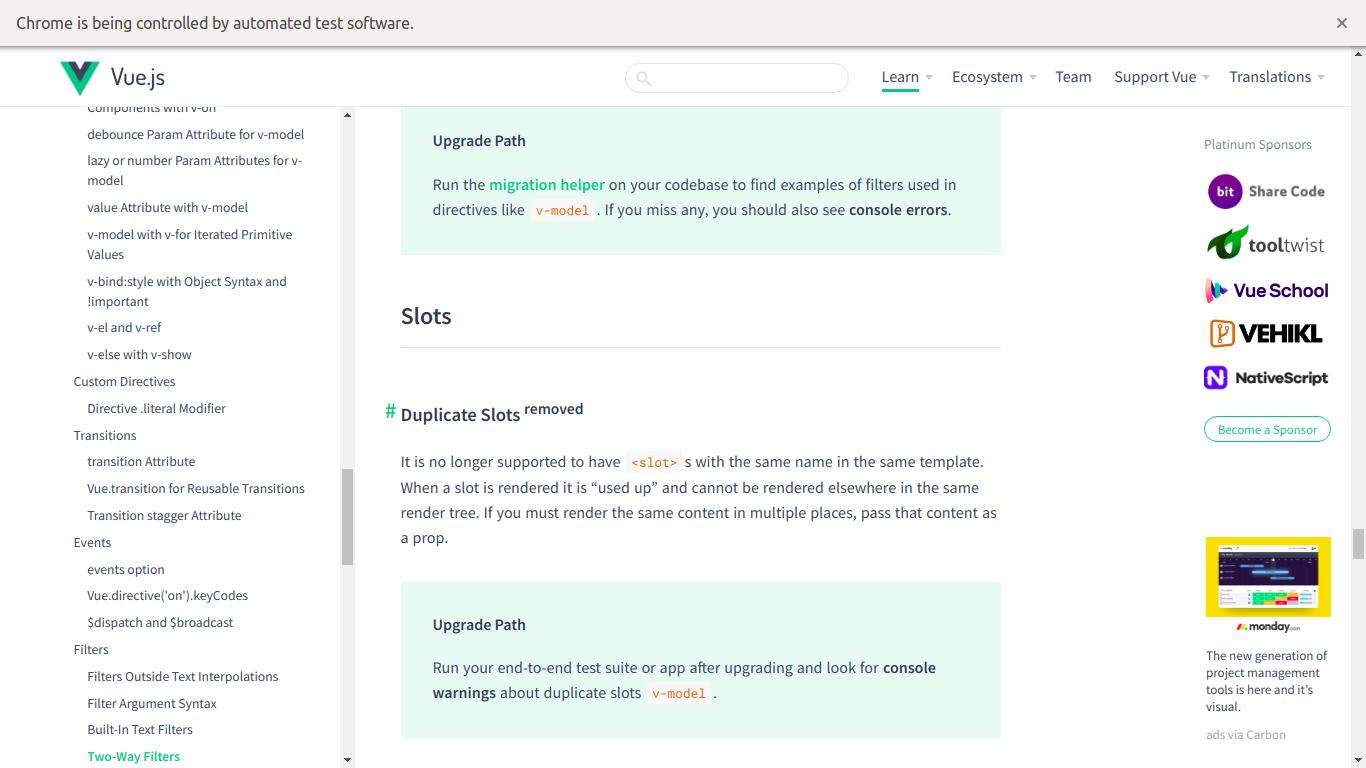 Chrome is being controlled by automated test software.
Vue.js
Learn
Ecosystem
Team
Support Vue
Translations
Components with v-on
debounce Param Attribute for v-model
lazy or number Param Attributes for v-
model
value Attribute with v-model
v-model with v-for Iterated Primitive
Values
v-bind:style with Object Syntax and
!important
v-el and v-ref
v-else with v-show
Custom Directives
Directive .literal Modifier
Transitions
transition Attribute
Vue.transition for Reusable Transitions
Transition stagger Attribute
Events
events option
Vue.directive('on').keyCodes
$dispatch and $broadcast
Filters
Filters Outside Text Interpolations
Filter Argument Syntax
Built-In Text Filters
Two-Way Filters
Upgrade Path
Run the migration helper on your codebase to find examples of filters used in
directives like v-model . If you miss any, you should also see console errors.
Slots
# Duplicate Slots removed
It is no longer supported to have <slot> s with the same name in the same template.
When a slot is rendered it is “used up” and cannot be rendered elsewhere in the same
render tree. If you must render the same content in multiple places, pass that content as
a prop.
Upgrade Path
Run your end-to-end test suite or app after upgrading and look for console
warnings about duplicate slots v-model .
Platinum Sponsors
bit Share Code
tooltwist
Vue School
VEHIKL
NativeScript
Become a Sponsor
monday.com
The new generation of
project management
tools is here and it’s
visual.
ads via Carbon